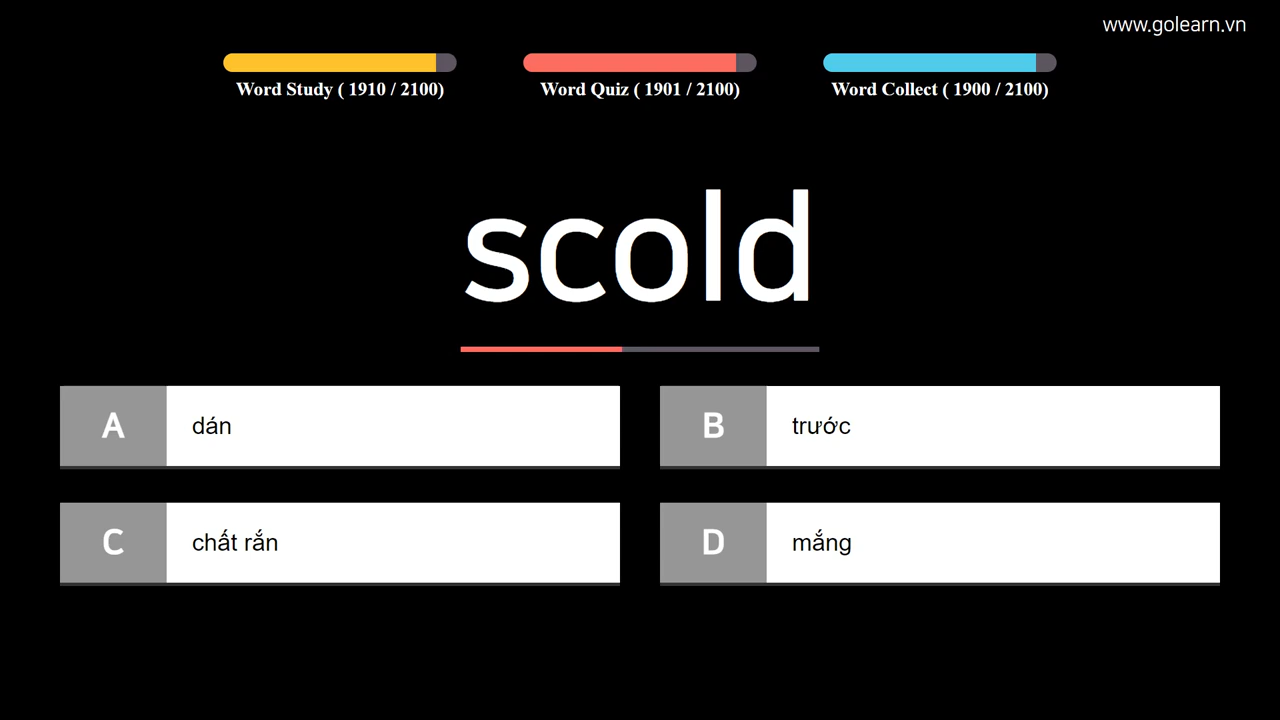 www.golearn.vn
Word Study ( 1910 / 2100)
Word Quiz ( 1901 / 2100)
Word Collect ( 1900 / 2100)
scold
A dán
B trước
C chất rắn
D mắng